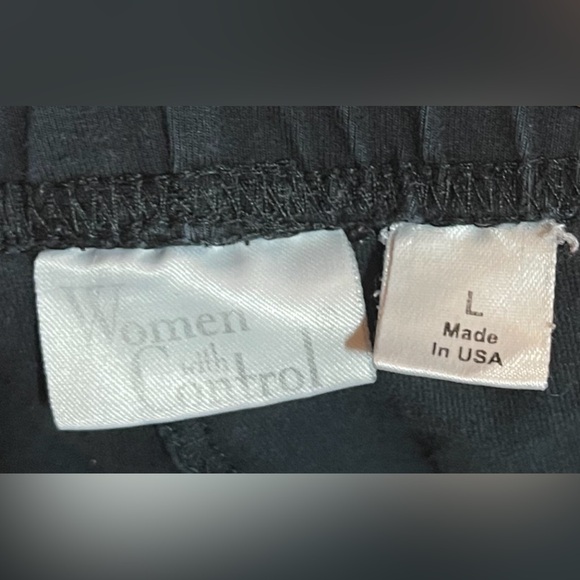 Women
with
Control
L
Made
In USA